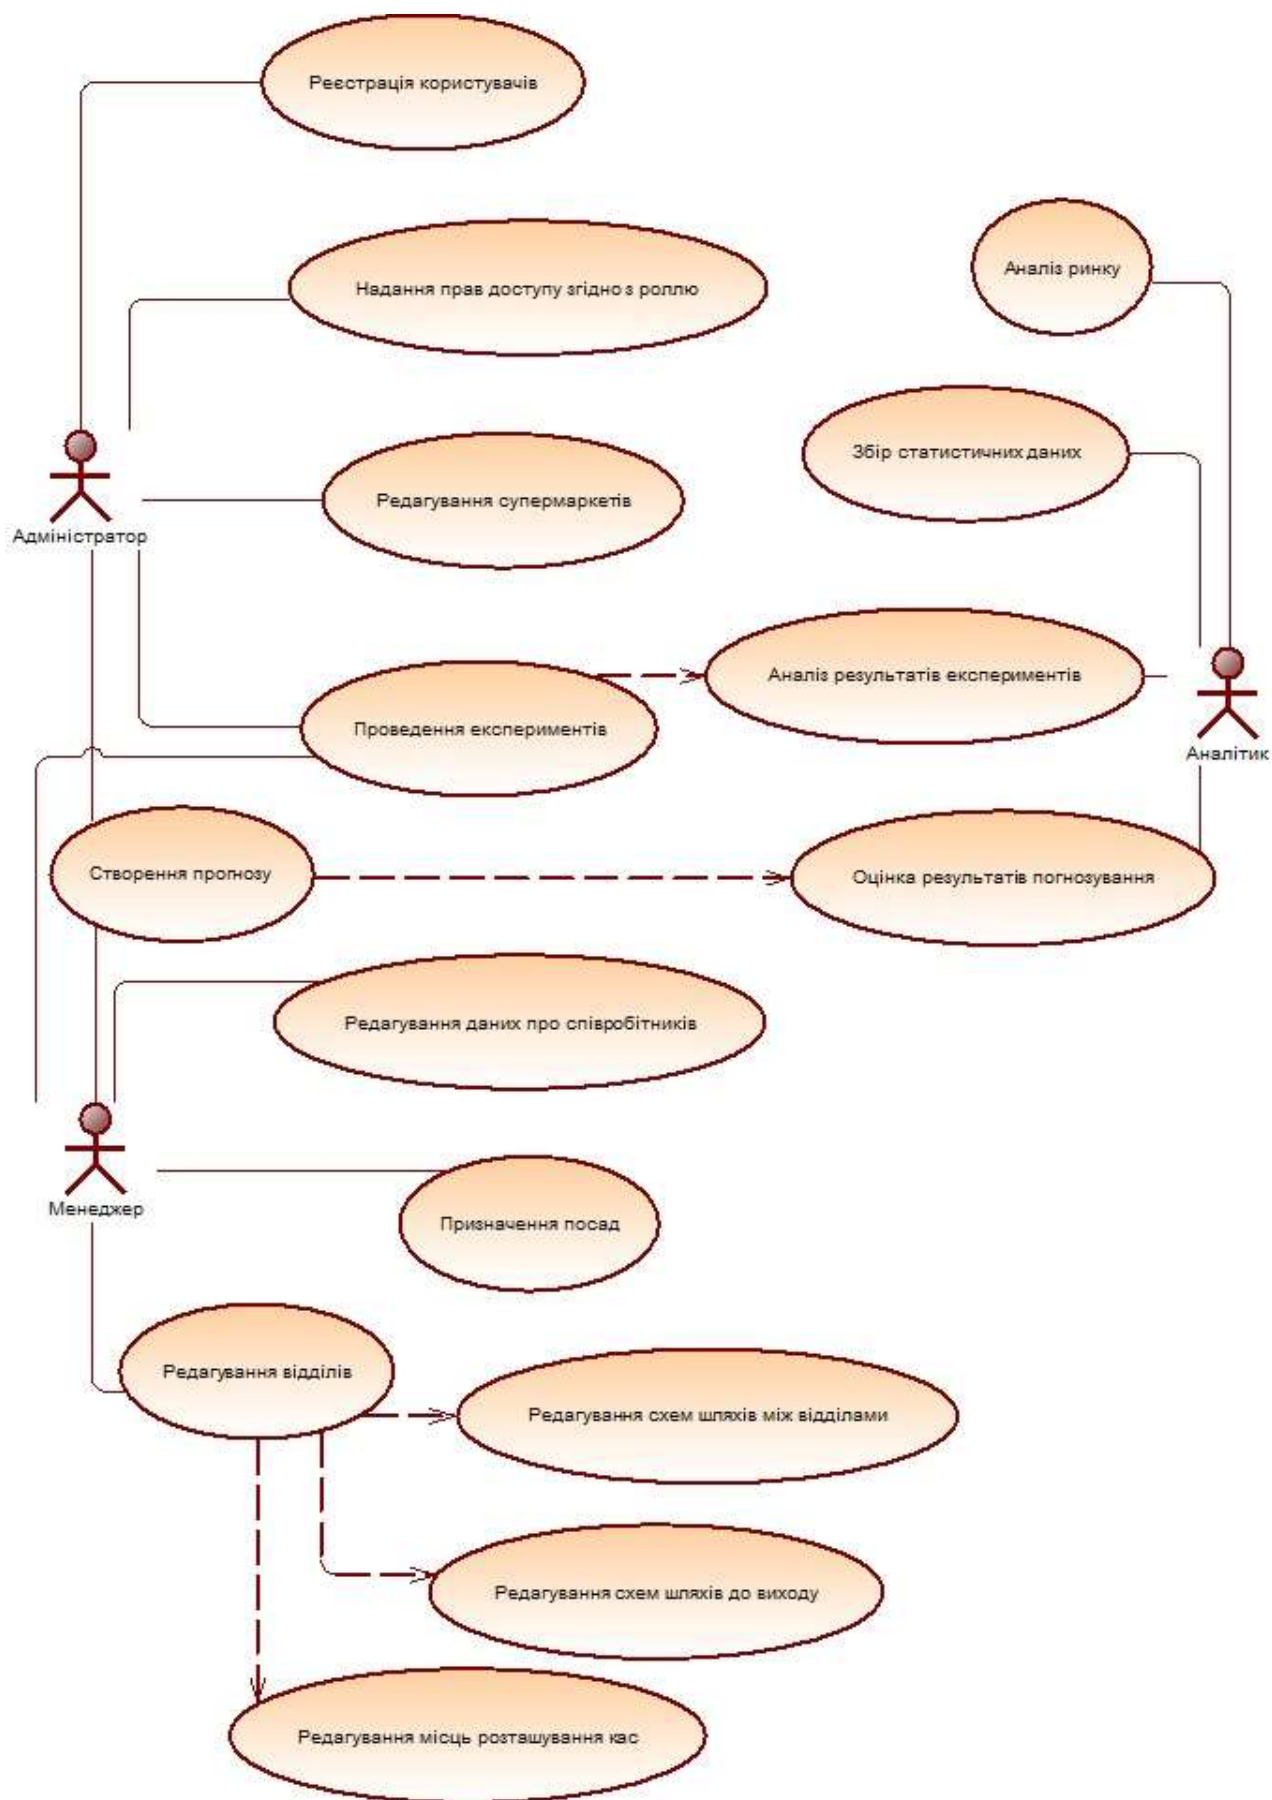 Реєстрація користувачів
Надання прав доступу згідно з роллю
Аналіз ринку
Збір статистичних даних
Редагування супермаркетів
Адміністратор
Аналіз результатів експериментів
Проведення експериментів
Аналітик
Створення прогнозу
Оцінка результатів погнозування
Редагування даних про співробітників
Менеджер
Призначення посад
Редагування відділів
Редагування схем шляхів між відділами
Редагування схем шляхів до виходу
Редагування місць розташування кас